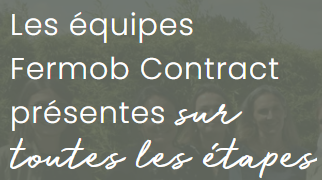 Les équipes
Fermob Contract
présentes sur
toutes les étapes